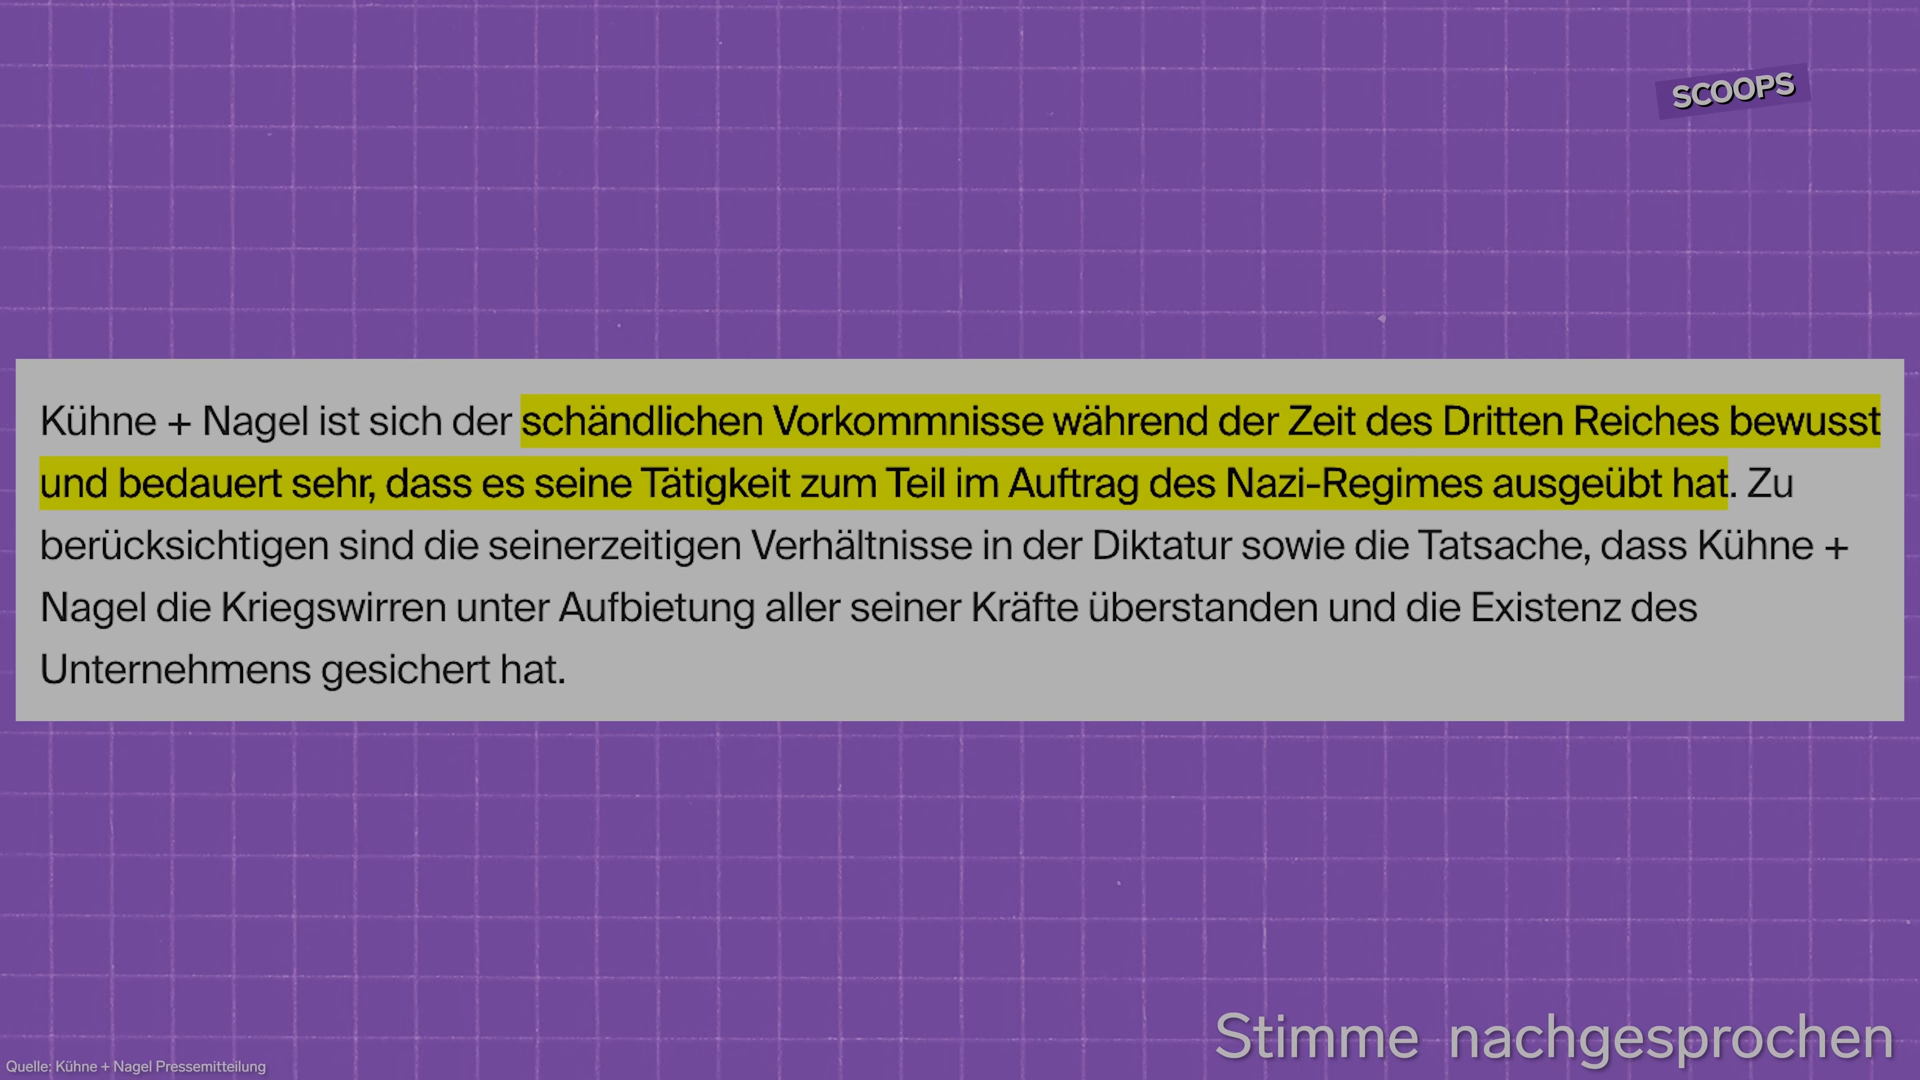 SCOOPS
Kühne + Nagel ist sich der schändlichen Vorkommnisse während der Zeit des Dritten Reiches bewusst
und bedauert sehr, dass es seine Tätigkeit zum Teil im Auftrag des Nazi-Regimes ausgeübt hat. Zu
berücksichtigen sind die seinerzeitigen Verhältnisse in der Diktatur sowie die Tatsache, dass Kühne +
Nagel die Kriegswirren unter Aufbietung aller seiner Kräfte überstanden und die Existenz des
Unternehmens gesichert hat.
Stimme nachgesprochen
Quelle: Kühne + Nagel Pressemitteilung